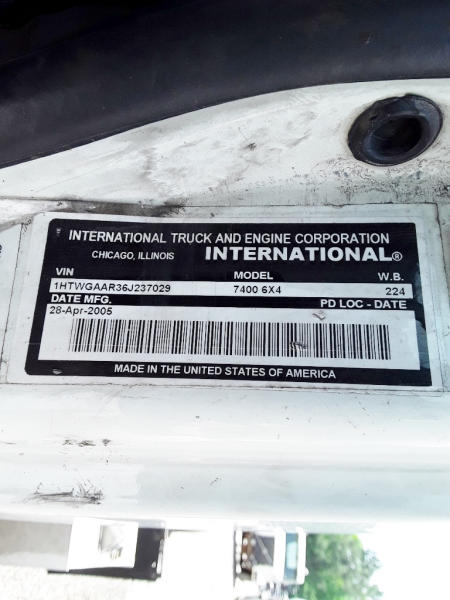 INTERNATIONAL TRUCK AND ENGINE CORPORATION
CHICAGO, ILLINOIS INTERNATIONAL®
VIN MODEL W.B.
1HTWGAAR36J237029 7400 6X4 224
DATE MFG. PD LOC - DATE
28-Apr-2005
MADE IN THE UNITED STATES OF AMERICA